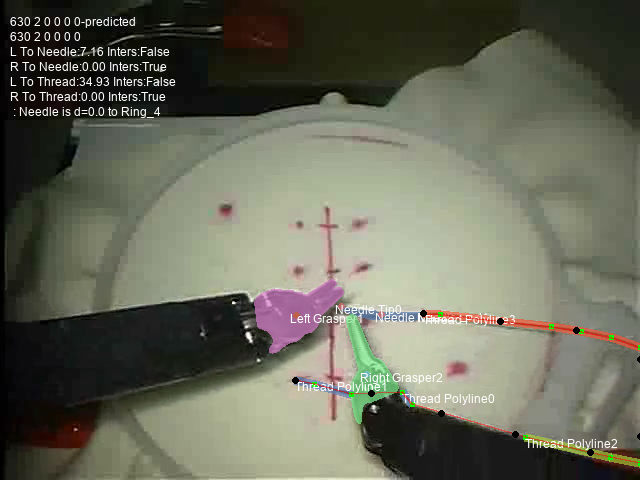 630 2 0 0 0 0-predicted
630 2 0 0 0 0
L To Needle:7.16 Inters:False
R To Needle:0.00 Inters:True
L To Thread:34.93 Inters:False
R To Thread:0.00 Inters:True
: Needle is d=0.0 to Ring_4
Needle Tip0
Left Grasper1
Needle
Thread Polyline3
Right Grasper2
Thread Polyline1
Thread Polyline0
Thread Polyline2